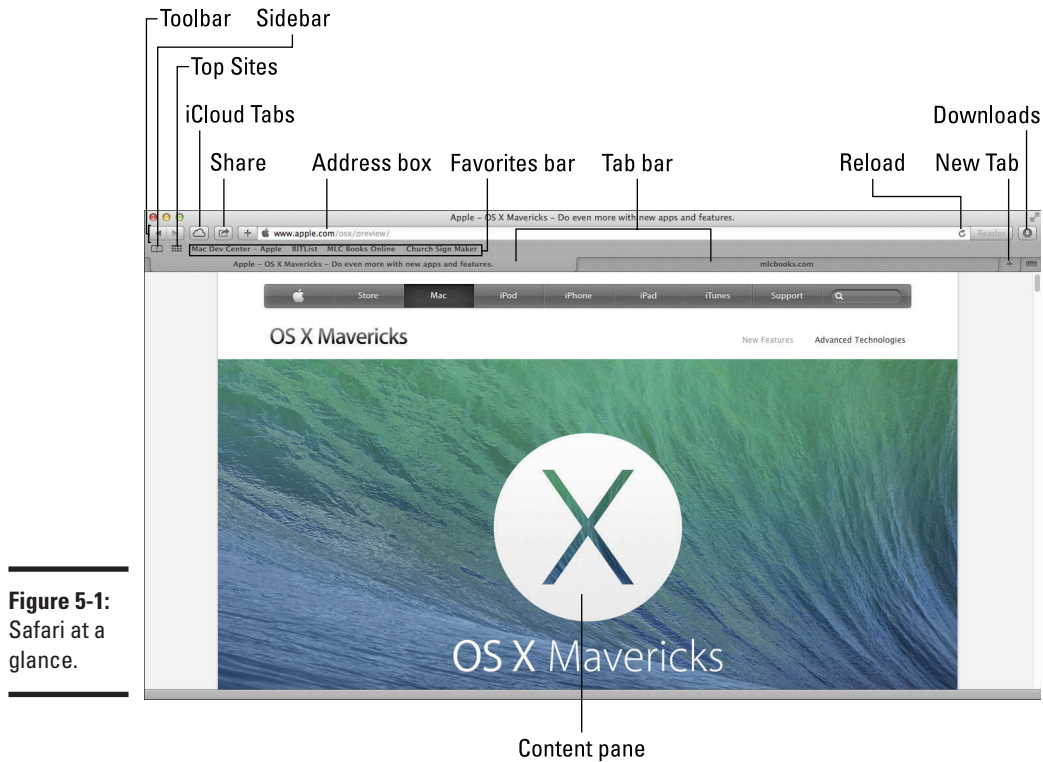 Toolbar Sidebar
Top Sites
iCloud Tabs Downloads
Share Address box Favorites bar Tab bar Reload New Tab
Apple – OS X Mavericks – Do even more with new apps and features.
www.apple.com/osx/preview/ Reader
Mac Dev Center – Apple BITList MLC Books Online Church Sign Maker
Apple – OS X Mavericks – Do even more with new apps and features. mlcbooks.com
Store Mac iPod iPhone iPad iTunes Support
OS X Mavericks New Features Advanced Technologies
X
OS X Mavericks
Figure 5-1:
Safari at a
glance.
Content pane